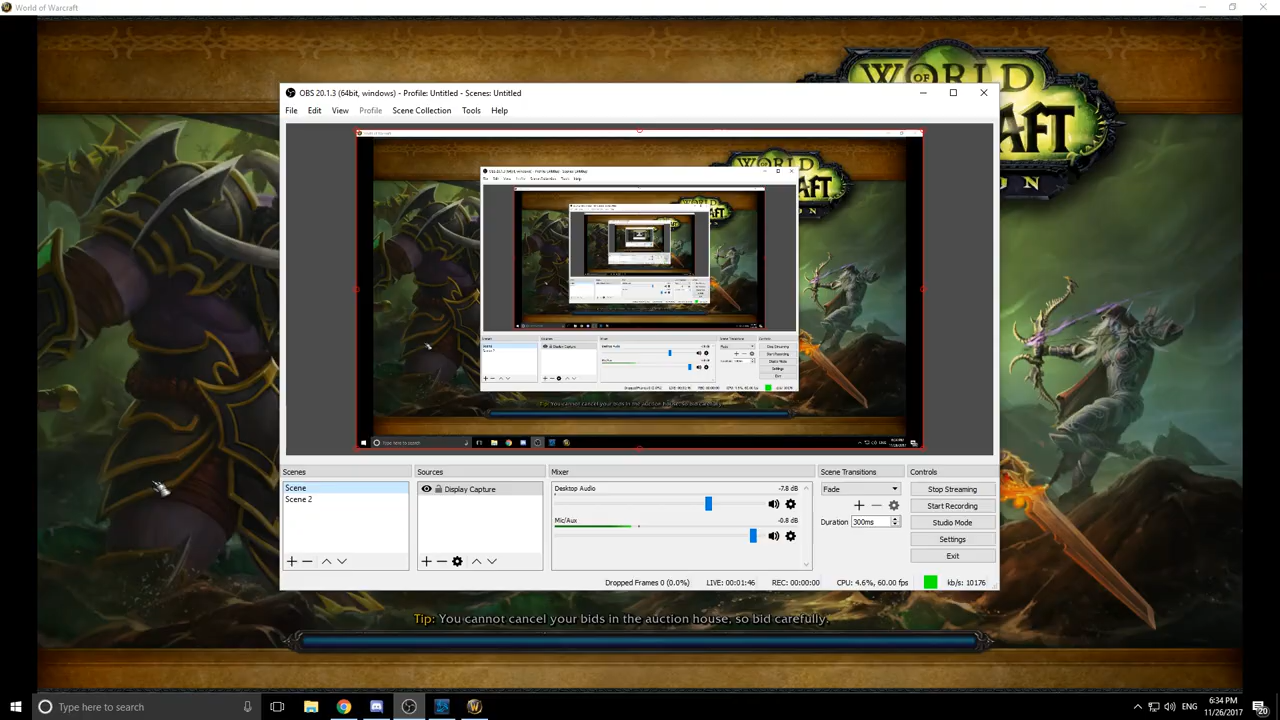 World of Warcraft
WORLD OF
OBS 20.1.3 (64bit, windows) - Profile: Untitled - Scenes: Untitled
File Edit View Profile Scene Collection Tools Help
Scenes Sources Mixer Scene Transitions Controls
Scene
Scene 2
Display Capture
Desktop Audio -7.8 dB
Mic/Aux -0.8 dB
Fade
Duration 300ms
Stop Streaming
Start Recording
Studio Mode
Settings
Exit
Dropped Frames 0 (0.0%) LIVE: 00:01:46 REC: 00:00:00 CPU: 4.6%, 60.00 fps kb/s: 10176
Tip: You cannot cancel your bids in the auction house, so bid carefully.
Type here to search
ENG
6:34 PM
11/26/2017
20